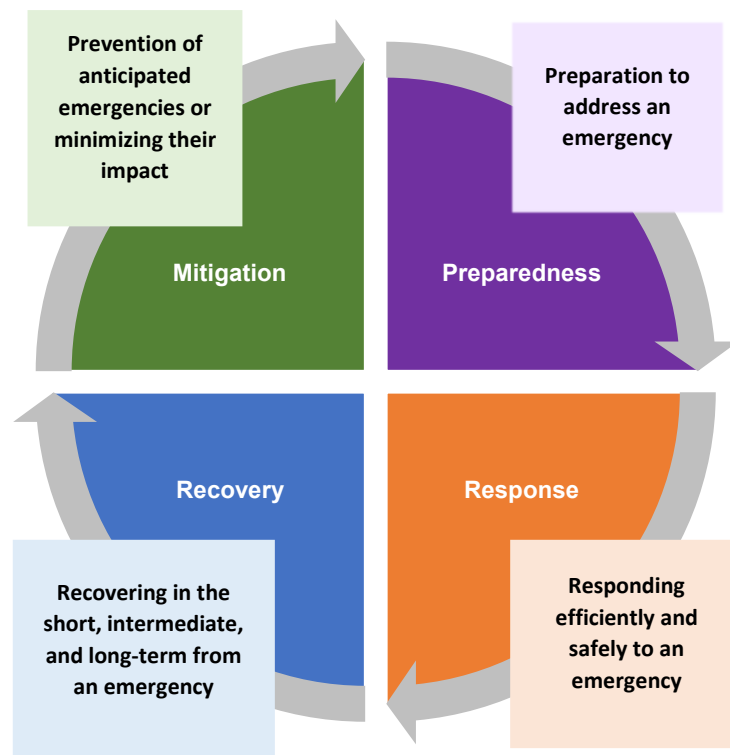 Prevention of
anticipated
emergencies or
minimizing their
impact
Preparation to
address an
emergency
Mitigation
Preparedness
Recovery
Response
Recovering in the
short, intermediate,
and long-term from
an emergency
Responding
efficiently and
safely to an
emergency